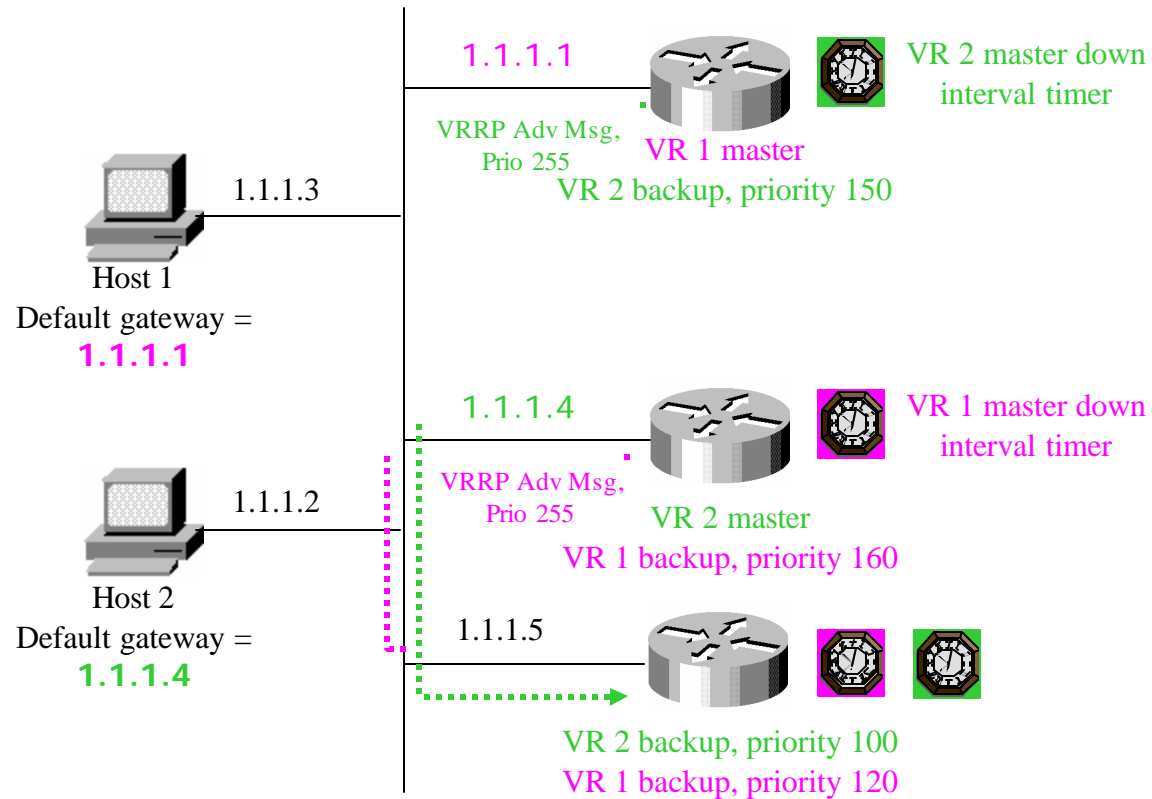 1.1.1.1
VR 2 master down
interval timer
VRRP Adv Msg,
Prio 255
VR 1 master
VR 2 backup, priority 150
1.1.1.3
Host 1
Default gateway =
1.1.1.1
1.1.1.4
VR 1 master down
interval timer
VRRP Adv Msg,
Prio 255
VR 2 master
VR 1 backup, priority 160
1.1.1.2
Host 2
Default gateway =
1.1.1.4
1.1.1.5
VR 2 backup, priority 100
VR 1 backup, priority 120